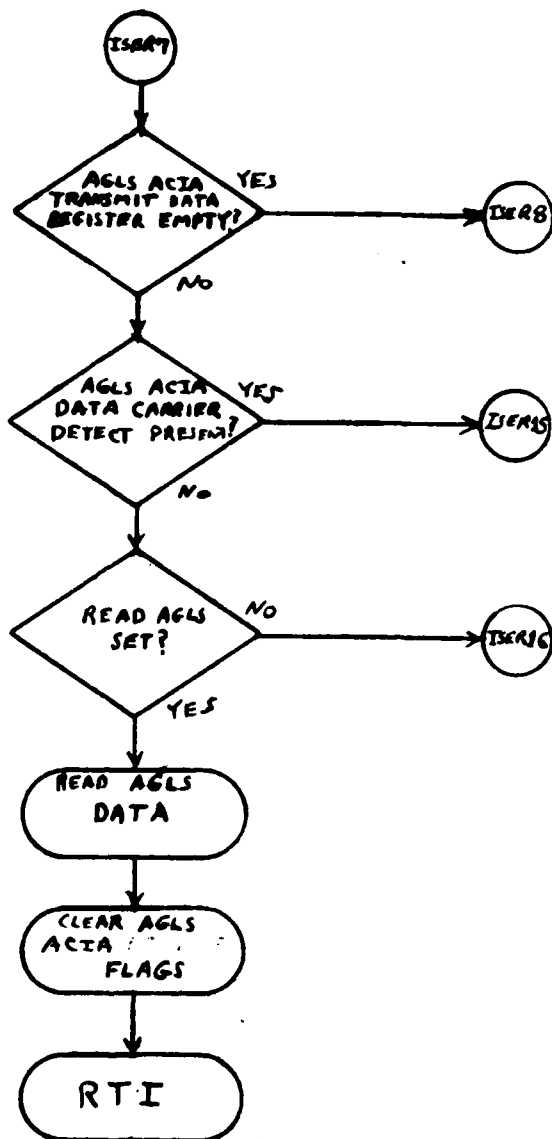 ISER7
AGLS ACIA
TRANSMIT DATA
REGISTER EMPTY?
YES
ISER8
NO
AGLS ACIA
DATA CARRIER
DETECT PRESENT?
YES
ISER15
NO
READ AGLS
SET?
NO
ISER16
YES
READ AGLS
DATA
CLEAR AGLS
ACIA
FLAGS
RTI